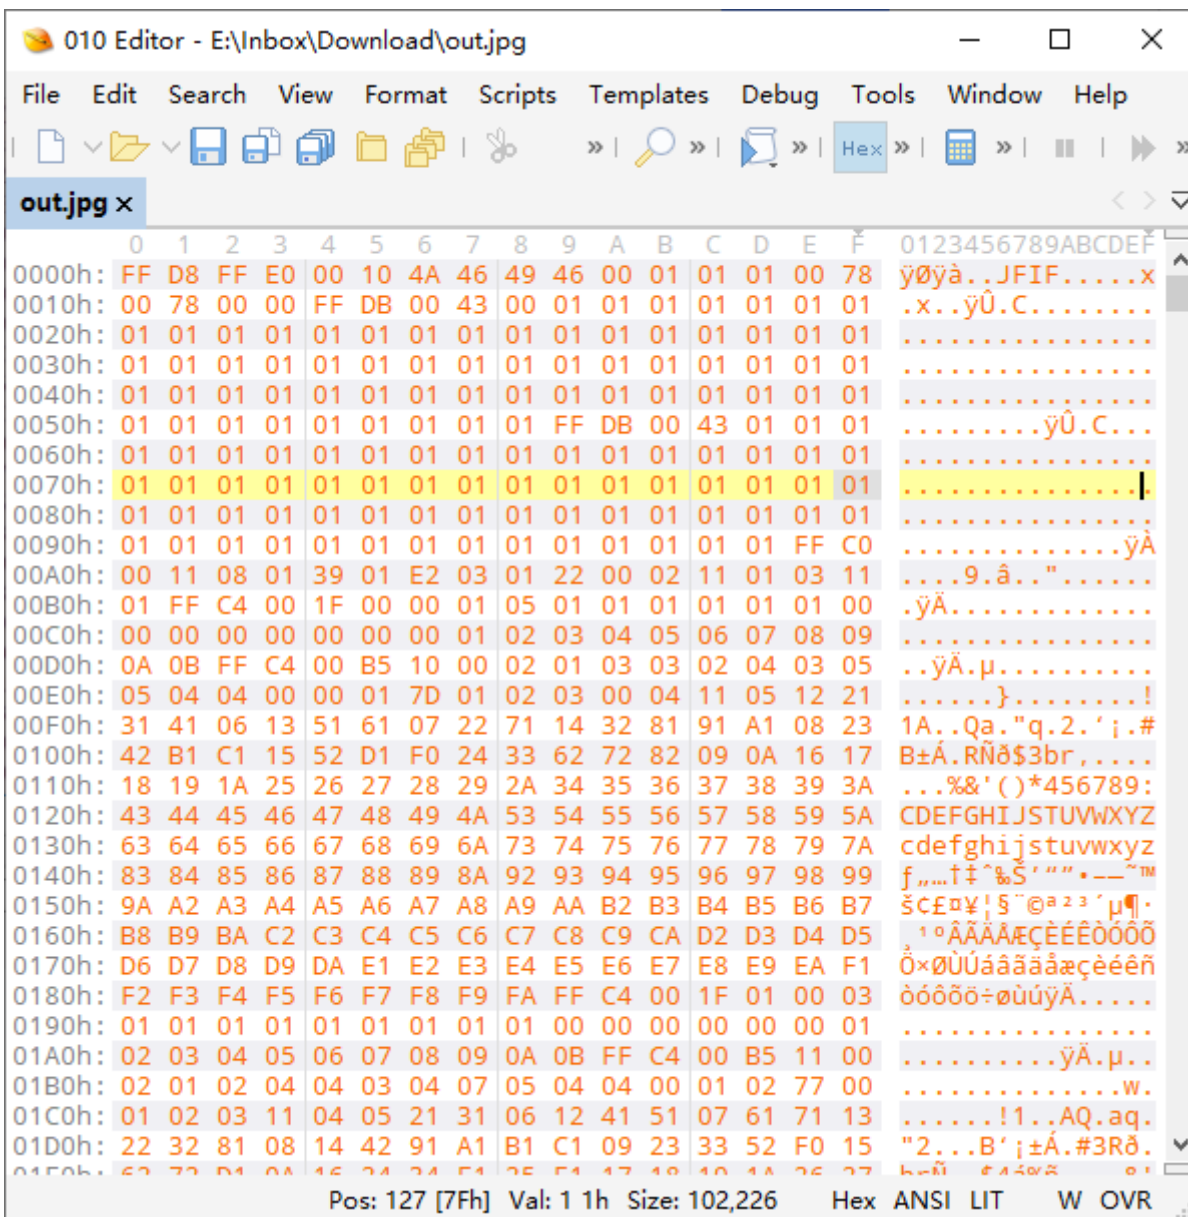 010 Editor - E:\Inbox\Download\out.jpg
File Edit Search View Format Scripts Templates Debug Tools Window Help
Hex
out.jpg
0 1 2 3 4 5 6 7 8 9 A B C D E F 0123456789ABCDEF
0000h: FF D8 FF E0 00 10 4A 46 49 46 00 01 01 01 00 78 ÿØÿà..JFIF.....x
0010h: 00 78 00 00 FF DB 00 43 00 01 01 01 01 01 01 01 .x..ÿÛ.C........
0020h: 01 01 01 01 01 01 01 01 01 01 01 01 01 01 01 01 ................
0030h: 01 01 01 01 01 01 01 01 01 01 01 01 01 01 01 01 ................
0040h: 01 01 01 01 01 01 01 01 01 01 01 01 01 01 01 01 ................
0050h: 01 01 01 01 01 01 01 01 01 FF DB 00 43 01 01 01 .........ÿÛ.C...
0060h: 01 01 01 01 01 01 01 01 01 01 01 01 01 01 01 01 ................
0070h: 01 01 01 01 01 01 01 01 01 01 01 01 01 01 01 01 ................
0080h: 01 01 01 01 01 01 01 01 01 01 01 01 01 01 01 01 ................
0090h: 01 01 01 01 01 01 01 01 01 01 01 01 01 01 FF C0 ..............ÿÀ
00A0h: 00 11 08 01 39 01 E2 03 01 22 00 02 11 01 03 11 ....9.â.."......
00B0h: 01 FF C4 00 1F 00 00 01 05 01 01 01 01 01 01 00 .ÿÄ.............
00C0h: 00 00 00 00 00 00 00 01 02 03 04 05 06 07 08 09 ................
00D0h: 0A 0B FF C4 00 B5 10 00 02 01 03 03 02 04 03 05 ..ÿÄ.µ..........
00E0h: 05 04 04 00 00 01 7D 01 02 03 00 04 11 05 12 21 ......}........!
00F0h: 31 41 06 13 51 61 07 22 71 14 32 81 91 A1 08 23 1A..Qa."q.2.‘¡.#
0100h: 42 B1 C1 15 52 D1 F0 24 33 62 72 82 09 0A 16 17 B±Á.RÑð$3br‚....
0110h: 18 19 1A 25 26 27 28 29 2A 34 35 36 37 38 39 3A ...%&'()*456789:
0120h: 43 44 45 46 47 48 49 4A 53 54 55 56 57 58 59 5A CDEFGHIJSTUVWXYZ
0130h: 63 64 65 66 67 68 69 6A 73 74 75 76 77 78 79 7A cdefghijstuvwxyz
0140h: 83 84 85 86 87 88 89 8A 92 93 94 95 96 97 98 99 ƒ„…†‡ˆ‰Š’“”•–—˜™
0150h: 9A A2 A3 A4 A5 A6 A7 A8 A9 AA B2 B3 B4 B5 B6 B7 š¢£¤¥¦§¨©ª²³´µ¶·
0160h: B8 B9 BA C2 C3 C4 C5 C6 C7 C8 C9 CA D2 D3 D4 D5 ¸¹ºÂÃÄÅÆÇÈÉÊÒÓÔÕ
0170h: D6 D7 D8 D9 DA E1 E2 E3 E4 E5 E6 E7 E8 E9 EA F1 Ö×ØÙÚáâãäåæçèéêñ
0180h: F2 F3 F4 F5 F6 F7 F8 F9 FA FF C4 00 1F 01 00 03 òóôõö÷øùúÿÄ.....
0190h: 01 01 01 01 01 01 01 01 01 00 00 00 00 00 00 01 ................
01A0h: 02 03 04 05 06 07 08 09 0A 0B FF C4 00 B5 11 00 ..........ÿÄ.µ..
01B0h: 02 01 02 04 04 03 04 07 05 04 04 00 01 02 77 00 ..............w.
01C0h: 01 02 03 11 04 05 21 31 06 12 41 51 07 61 71 13 ......!1..AQ.aq.
01D0h: 22 32 81 08 14 42 91 A1 B1 C1 09 23 33 52 F0 15 "2...B‘¡±Á.#3Rð.
Pos: 127 [7Fh] Val: 1 1h Size: 102,226 Hex ANSI LIT W OVR